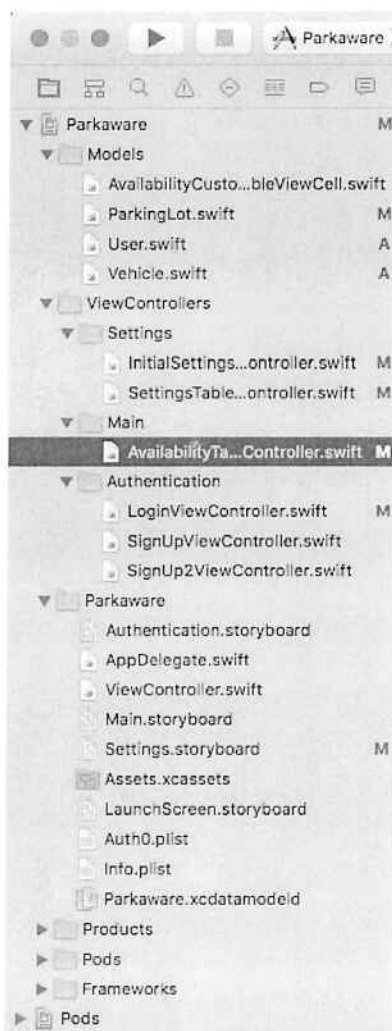 Parkaware
Parkaware M
Models
AvailabilityCusto...bleViewCell.swift
ParkingLot.swift M
User.swift A
Vehicle.swift A
ViewControllers
Settings
InitialSettings...ontroller.swift M
SettingsTable...ontroller.swift M
Main
AvailabilityTa...Controller.swift M
Authentication
LoginViewController.swift M
SignUpViewController.swift
SignUp2ViewController.swift
Parkaware
Authentication.storyboard
AppDelegate.swift
ViewController.swift
Main.storyboard
Settings.storyboard M
Assets.xcassets
LaunchScreen.storyboard
Auth0.plist
Info.plist
Parkaware.xcdatamodeld
Products
Pods
Frameworks
Pods